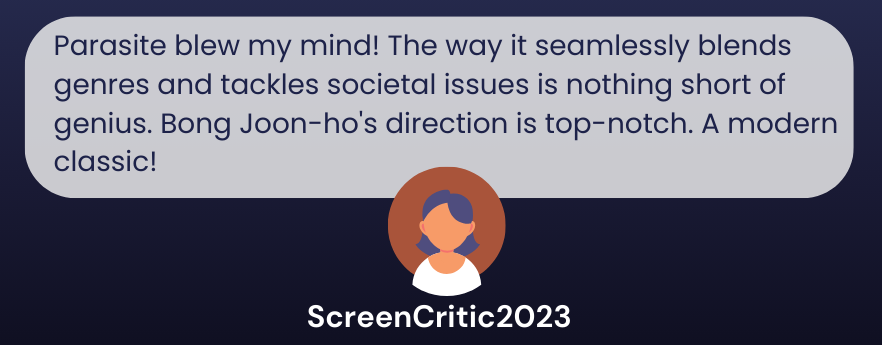 Parasite blew my mind! The way it seamlessly blends
genres and tackles societal issues is nothing short of
genius. Bong Joon-ho's direction is top-notch. A modern
classic!
ScreenCritic2023